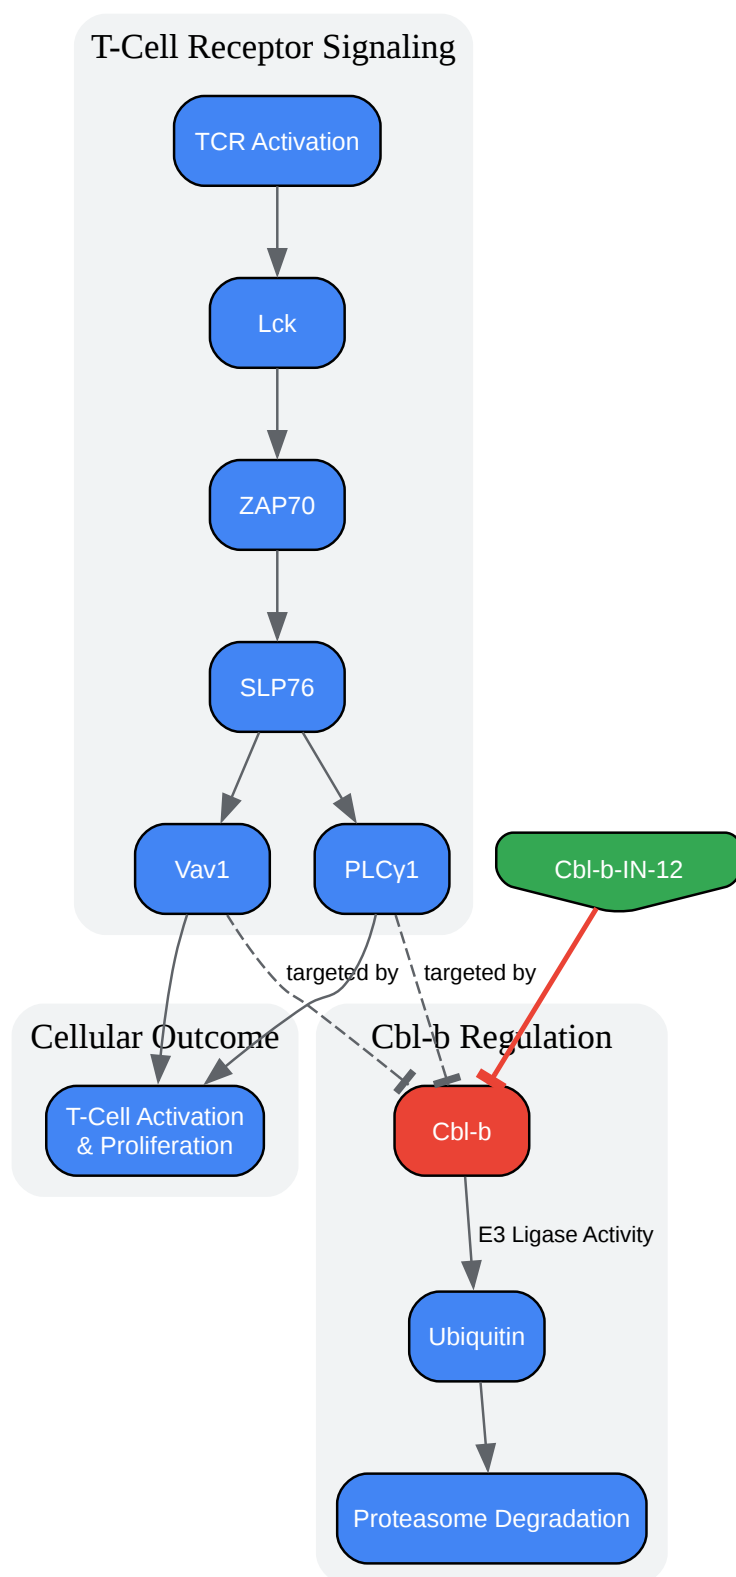 T-Cell Receptor Signaling
TCR Activation
Lck
ZAP70
SLP76
Vav1
PLCγ1
Cbl-b-IN-12
targeted by
targeted by
Cellular Outcome
Cbl-b Regulation
T-Cell Activation
& Proliferation
Cbl-b
E3 Ligase Activity
Ubiquitin
Proteasome Degradation